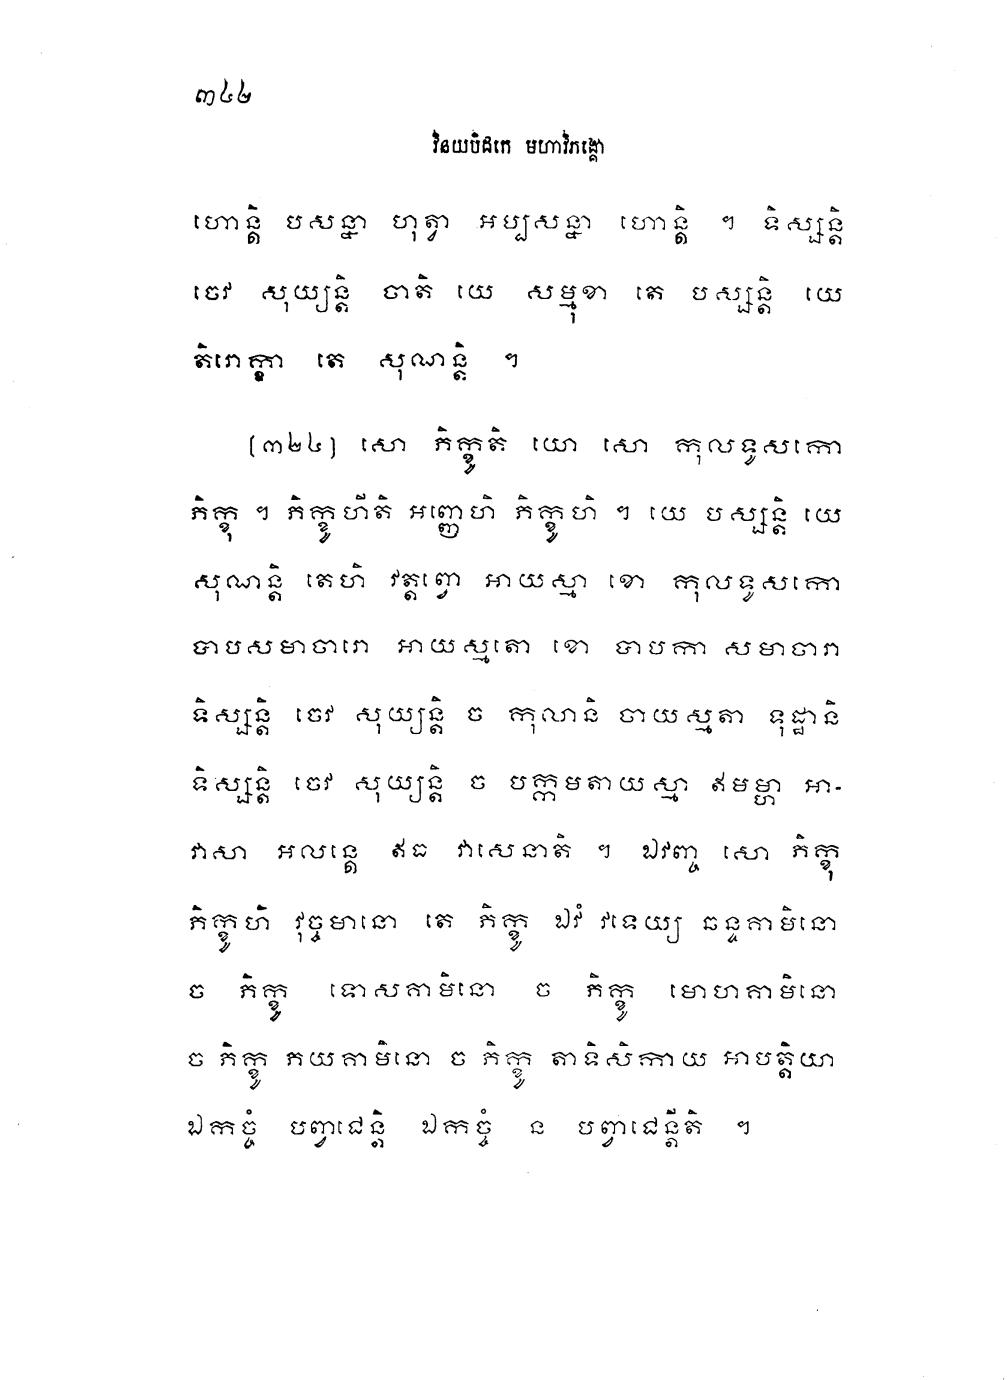 ៣៤២
វិនយបិដកេ មហាវិភង្គោ
ហោន្តិ បសន្នា ហុត្វា អប្បសន្នា ហោន្តិ ។ ទិស្សន្តិ
ចេវ សុយ្យន្តិ ចាតិ យេ សម្មុខា តេ បស្សន្តិ យេ
តិរោក្ខា តេ សុណន្តិ ។
(៣២៤) សោ ភិក្ខូតិ យោ សោ កុលទូសកោ
ភិក្ខុ ។ ភិក្ខូហីតិ អញ្ញេហិ ភិក្ខូហិ ។ យេ បស្សន្តិ យេ
សុណន្តិ តេហិ វត្តព្វោ អាយស្មា ខោ កុលទូសកោ
បាបសមាចារោ អាយស្មតោ ខោ បាបកា សមាចារា
ទិស្សន្តិ ចេវ សុយ្យន្តិ ច កុលានិ ចាយស្មតា ទុដ្ឋានិ
ទិស្សន្តិ ចេវ សុយ្យន្តិ ច បក្កមតាយស្មា ឥមម្ហា អា-
វាសា អលន្តេ ឥធ វាសេនាតិ ។ ឯវញ្ច សោ ភិក្ខុ
ភិក្ខូហិ វុច្ចមានោ តេ ភិក្ខូ ឯវំ វទេយ្យ ឆន្ទគាមិនោ
ច ភិក្ខូ ទោសគាមិនោ ច ភិក្ខូ មោហគាមិនោ
ច ភិក្ខូ ភយគាមិនោ ច ភិក្ខូ តាទិសិកាយ អាបត្តិយា
ឯកច្ចំ បញ្វាជេន្តិ ឯកច្ចំ ន បញ្វាជេន្តីតិ ។